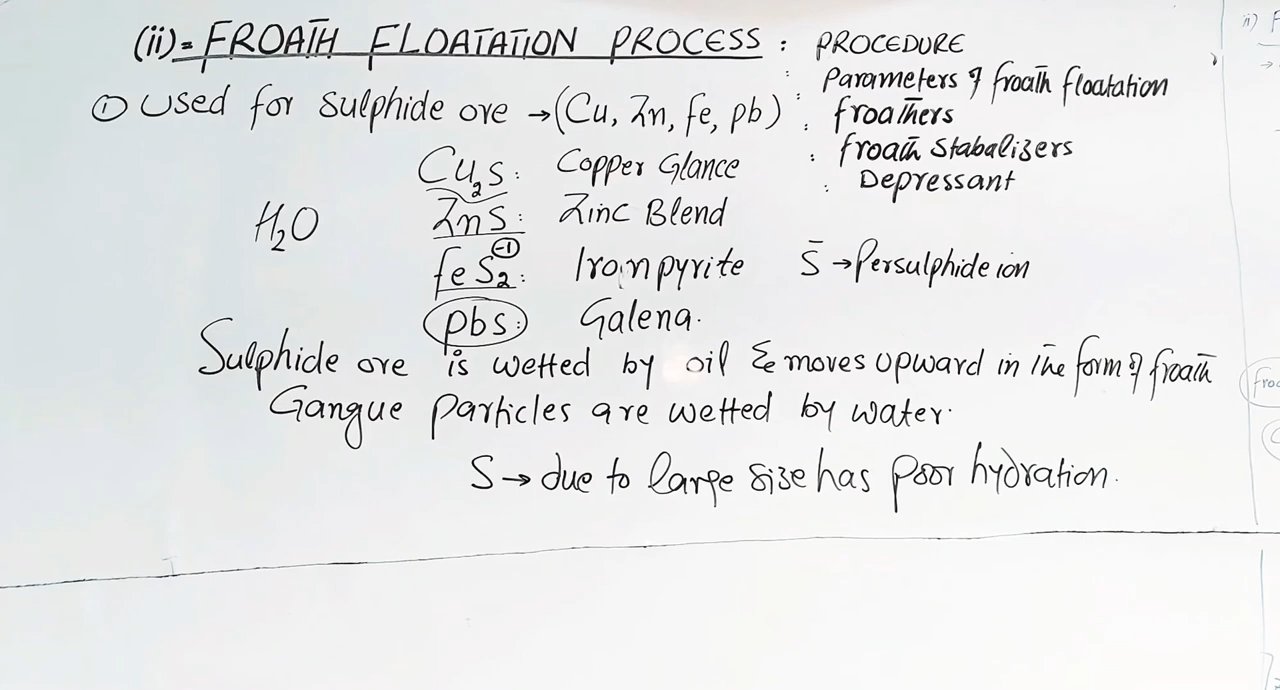 (ii) = FROATH FLOATATION PROCESS : PROCEDURE
: Parameters of froath floatation
① Used for Sulphide ore → (Cu, Zn, Fe, Pb) : froathers
: froath Stabalizers
: Depressant
Cu₂S : Copper Glance
H₂O
ZnS : Zinc Blend
FeS₂ : ⊖1 Iron pyrite S̄ → Persulphide ion
Pbs : Galena.
Sulphide ore is wetted by oil & moves upward in the form of froath
Gangue Particles are wetted by water.
S → due to large size has poor hydration.
ii) F
→
froa